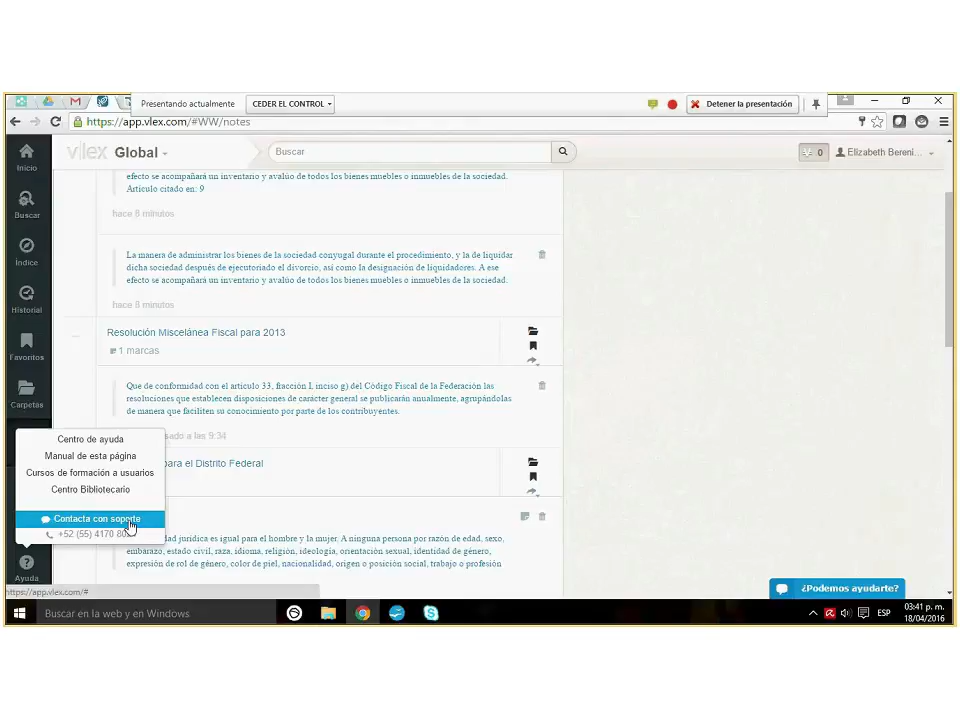 Presentando actualmente
CEDER EL CONTROL
Detener la presentación
https://app.vlex.com/#WW/notes
vlex Global
Buscar
0
Elizabeth Bereni...
Inicio
Buscar
Índice
Historial
Favoritos
Carpetas
efecto se acompañará un inventario y avalúo de todos los bienes muebles o inmuebles de la sociedad.
Artículo citado en: 9
hace 8 minutos
La manera de administrar los bienes de la sociedad conyugal durante el procedimiento, y la de liquidar
dicha sociedad después de ejecutoriado el divorcio, así como la designación de liquidadores. A ese
efecto se acompañará un inventario y avalúo de todos los bienes muebles o inmuebles de la sociedad.
hace 8 minutos
Resolución Miscelánea Fiscal para 2013
1 marcas
Que de conformidad con el artículo 33, fracción I, inciso g) del Código Fiscal de la Federación las
resoluciones que establecen disposiciones de carácter general se publicarán anualmente, agrupándolas
de manera que faciliten su conocimiento por parte de los contribuyentes.
sado a las 9:34
para el Distrito Federal
Centro de ayuda
Manual de esta página
Cursos de formación a usuarios
Centro Bibliotecario
Contacta con soporte
+52 (55) 4170
dad jurídica es igual para el hombre y la mujer. A ninguna persona por razón de edad, sexo,
embarazo, estado civil, raza, idioma, religión, ideología, orientación sexual, identidad de género,
expresión de rol de género, color de piel, nacionalidad, origen o posición social, trabajo o profesión
Ayuda
https://app.vlex.com/#
¿Podemos ayudarte?
Buscar en la web y en Windows
ESP
03:41 p. m.
18/04/2016